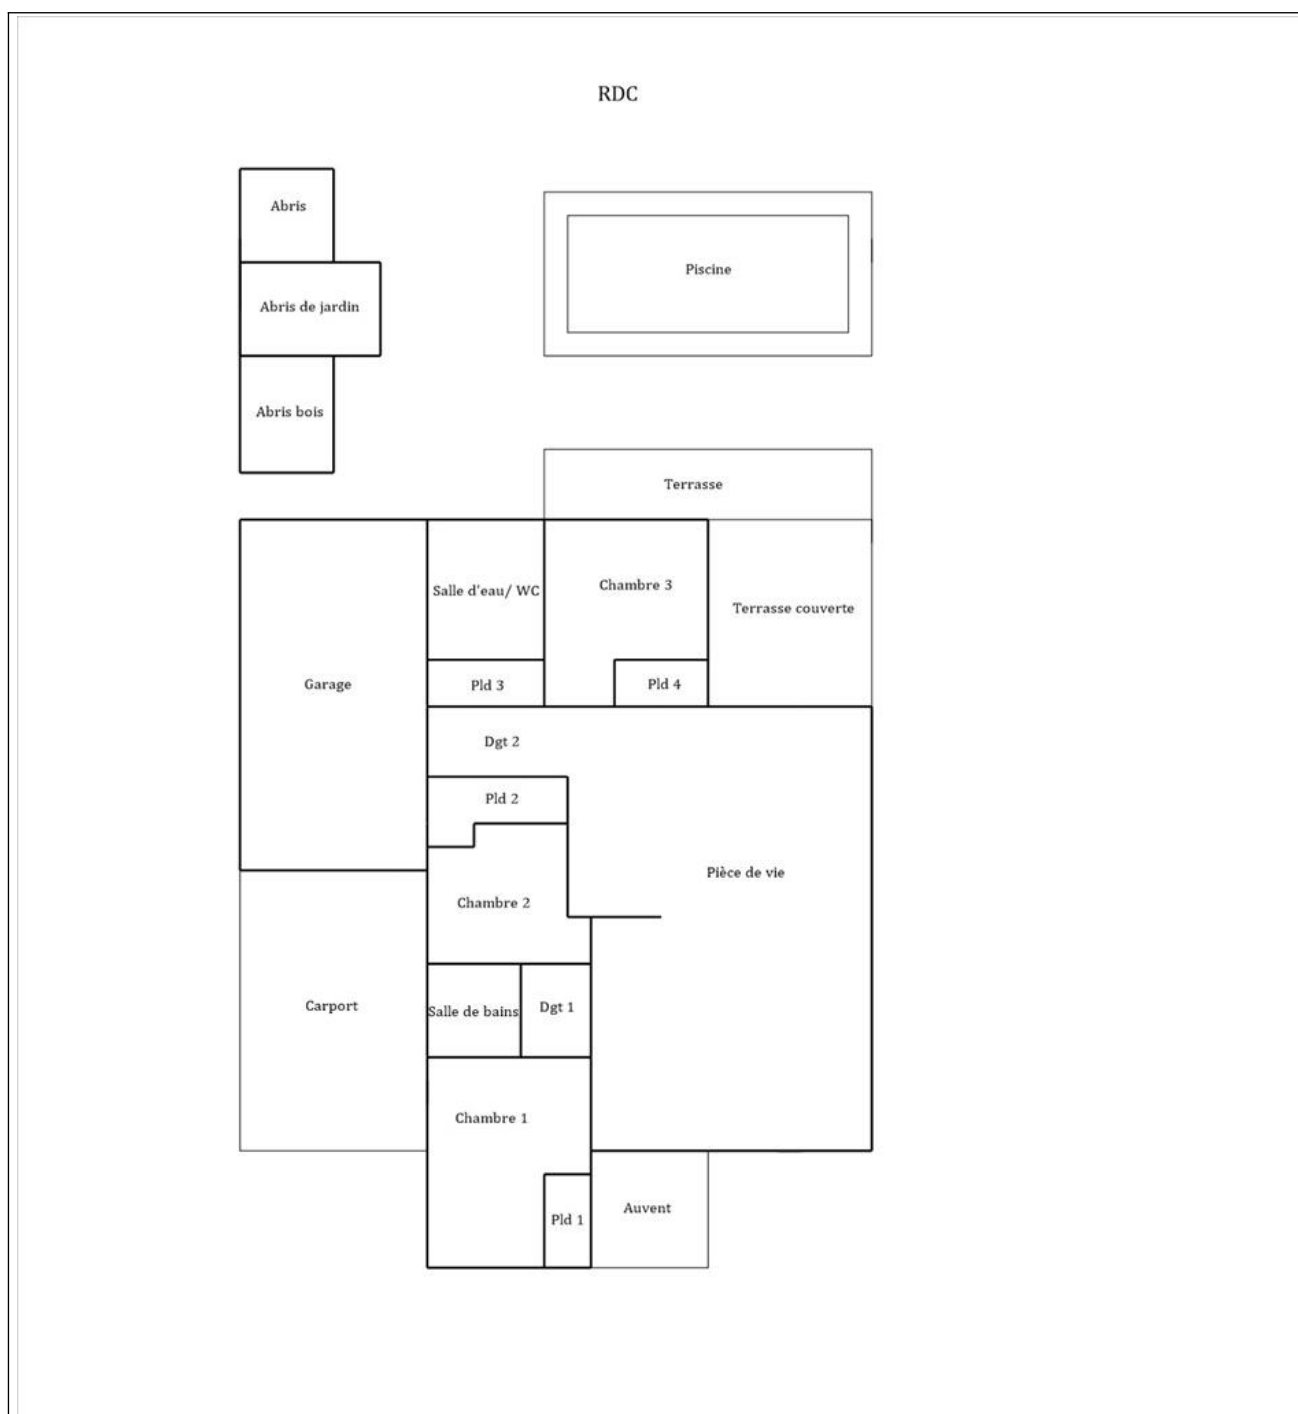 RDC
Abris
Piscine
Abris de jardin
Abris bois
Terrasse
Salle d'eau/ WC
Chambre 3
Terrasse couverte
Garage
Pld 3
Pld 4
Dgt 2
Pld 2
Pièce de vie
Chambre 2
Carport
Salle de bains
Dgt 1
Chambre 1
Pld 1
Auvent